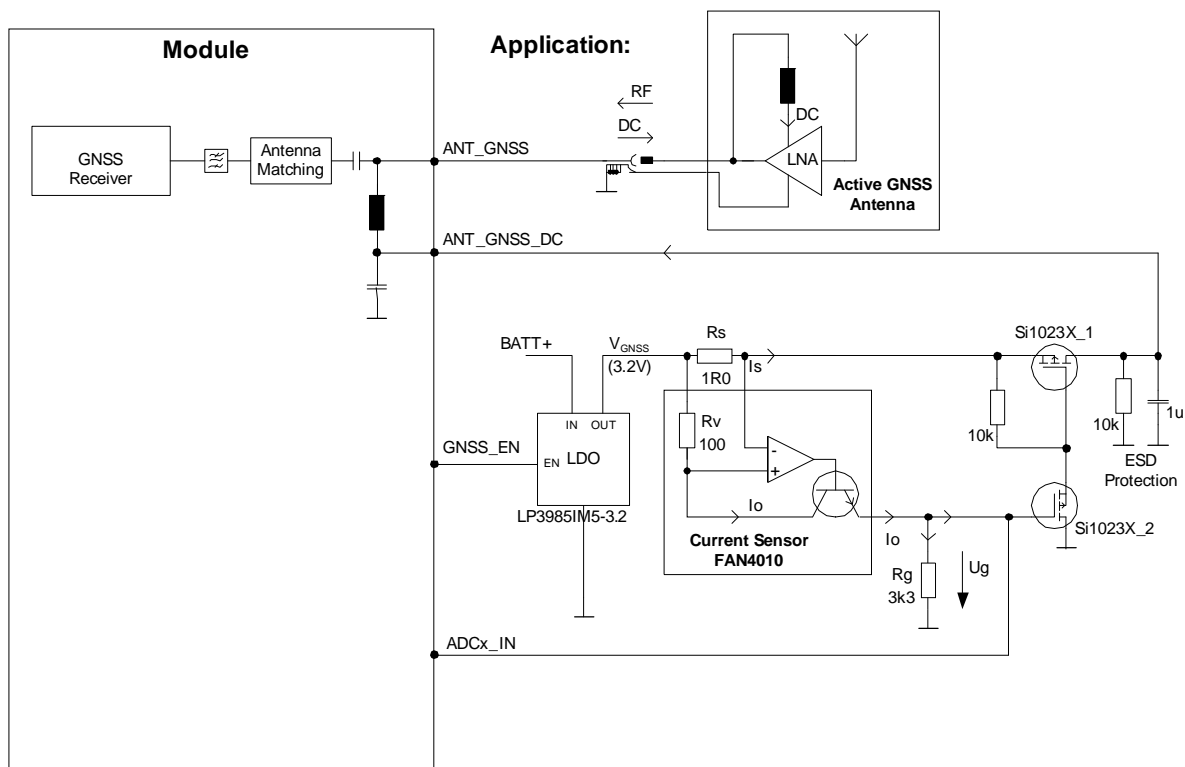 Module
Application:
GNSS
Receiver
Antenna
Matching
ANT_GNSS
RF
DC
DC
LNA
Active GNSS
Antenna
ANT_GNSS_DC
BATT+
VGNSS
(3.2V)
Rs
1R0
Is
Si1023X_1
IN
OUT
GNSS_EN
EN
LDO
LP3985IM5-3.2
Rv
100
-
+
Io
Current Sensor
FAN4010
Io
10k
10k
1u
ESD
Protection
Si1023X_2
Rg
3k3
Ug
ADCx_IN